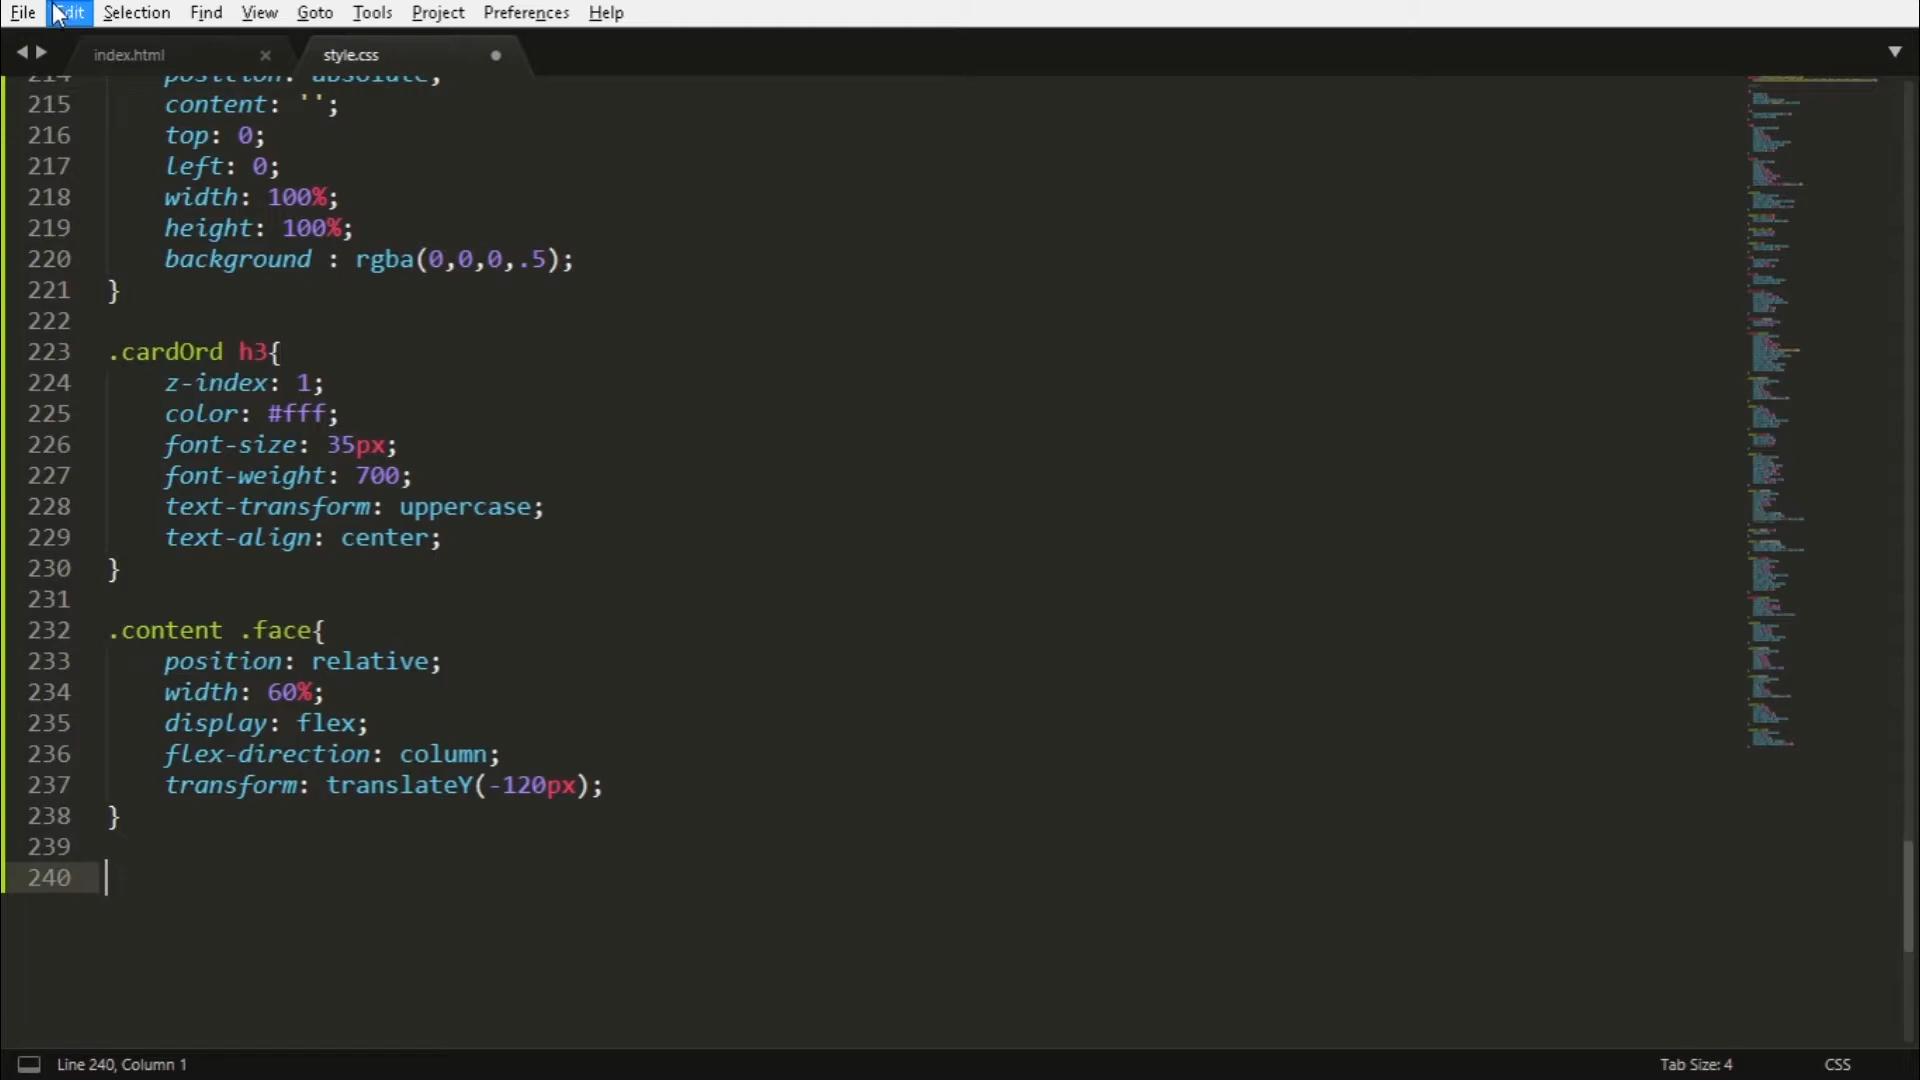 File Edit Selection Find View Goto Tools Project Preferences Help
index.html × style.css
214 position: absolute;
215 content: '';
216 top: 0;
217 left: 0;
218 width: 100%;
219 height: 100%;
220 background : rgba(0,0,0,.5);
221 }
222
223 .cardOrd h3{
224 z-index: 1;
225 color: #fff;
226 font-size: 35px;
227 font-weight: 700;
228 text-transform: uppercase;
229 text-align: center;
230 }
231
232 .content .face{
233 position: relative;
234 width: 60%;
235 display: flex;
236 flex-direction: column;
237 transform: translateY(-120px);
238 }
239
240
Line 240, Column 1 Tab Size: 4 CSS